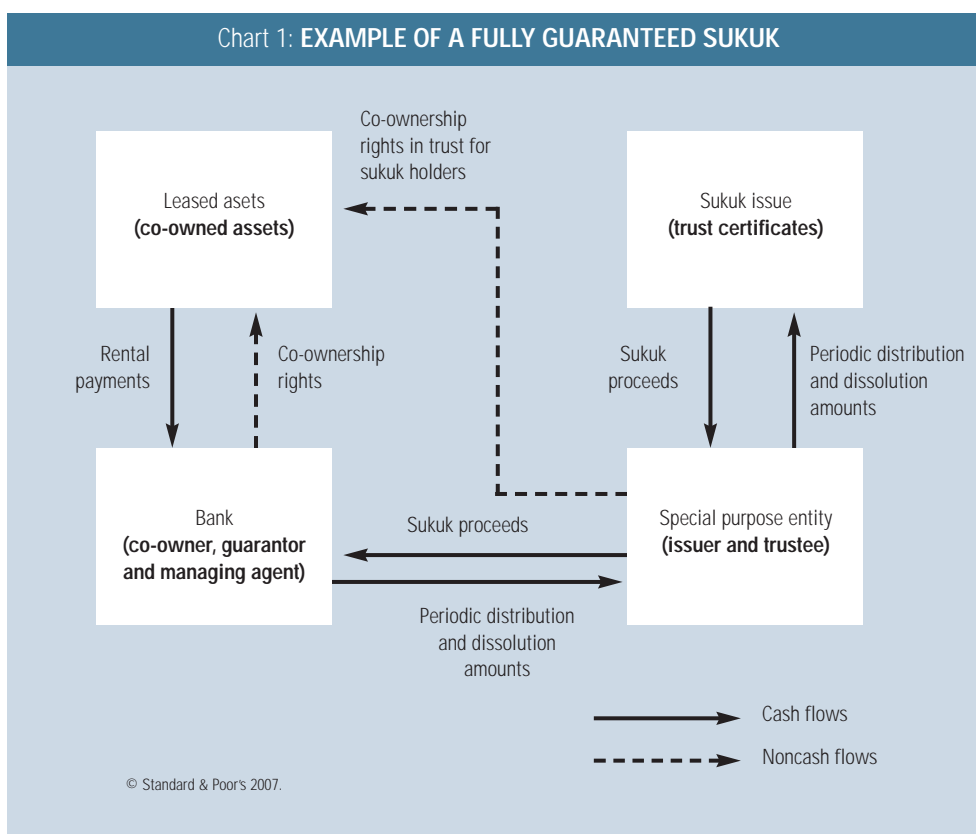 Chart 1: EXAMPLE OF A FULLY GUARANTEED SUKUK
Co-ownership
rights in trust for
sukuk holders
Leased asets
(co-owned assets)
Sukuk issue
(trust certificates)
Rental
payments
Co-ownership
rights
Sukuk
proceeds
Periodic distribution
and dissolution
amounts
Bank
(co-owner, guarantor
and managing agent)
Sukuk proceeds
Special purpose entity
(issuer and trustee)
Periodic distribution
and dissolution
amounts
Cash flows
Noncash flows
© Standard & Poor's 2007.